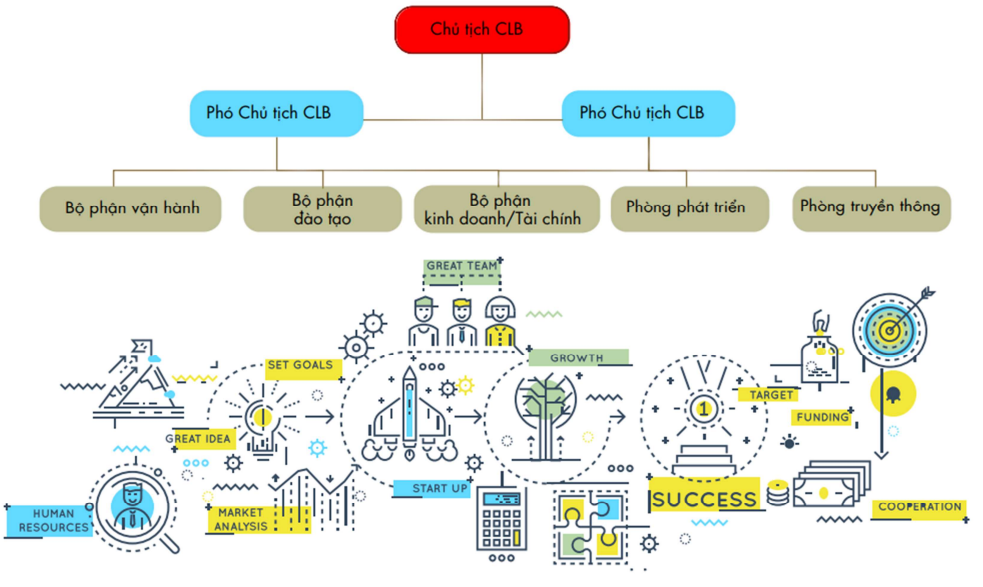 Chủ tịch CLB
Phó Chủ tịch CLB
Phó Chủ tịch CLB
Bộ phận vận hành
Bộ phận
đào tạo
Bộ phận
kinh doanh/Tài chính
Phòng phát triển
Phòng truyền thông
GREAT TEAM
SET GOALS
GROWTH
TARGET
FUNDING
GREAT IDEA
1
START UP
SUCCESS
HUMAN
RESOURCES
MARKET
ANALYSIS
COOPERATION